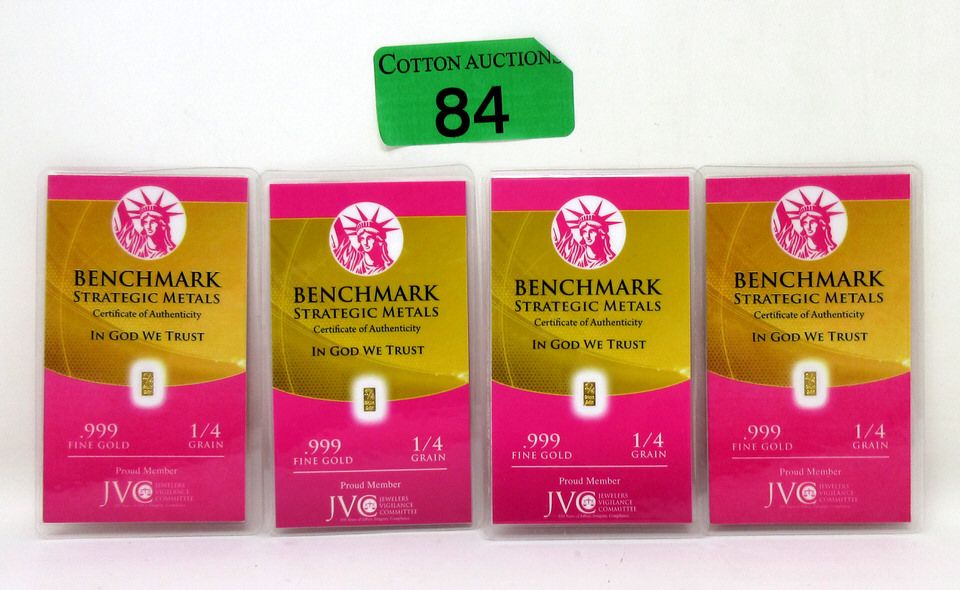 COTTON AUCTIONS
84
BENCHMARK
STRATEGIC METALS
Certificate of Authenticity
IN GOD WE TRUST
.999
FINE GOLD
1/4
GRAIN
Proud Member
JVC
JEWELERS
VIGILANCE
COMMITTEE
BENCHMARK
STRATEGIC METALS
Certificate of Authenticity
IN GOD WE TRUST
.999
FINE GOLD
1/4
GRAIN
Proud Member
JVC
JEWELERS
VIGILANCE
COMMITTEE
BENCHMARK
STRATEGIC METALS
Certificate of Authenticity
IN GOD WE TRUST
.999
FINE GOLD
1/4
GRAIN
Proud Member
JVC
JEWELERS
VIGILANCE
COMMITTEE
BENCHMARK
STRATEGIC METALS
Certificate of Authenticity
IN GOD WE TRUST
.999
FINE GOLD
1/4
GRAIN
Proud Member
JVC
JEWELERS
VIGILANCE
COMMITTEE